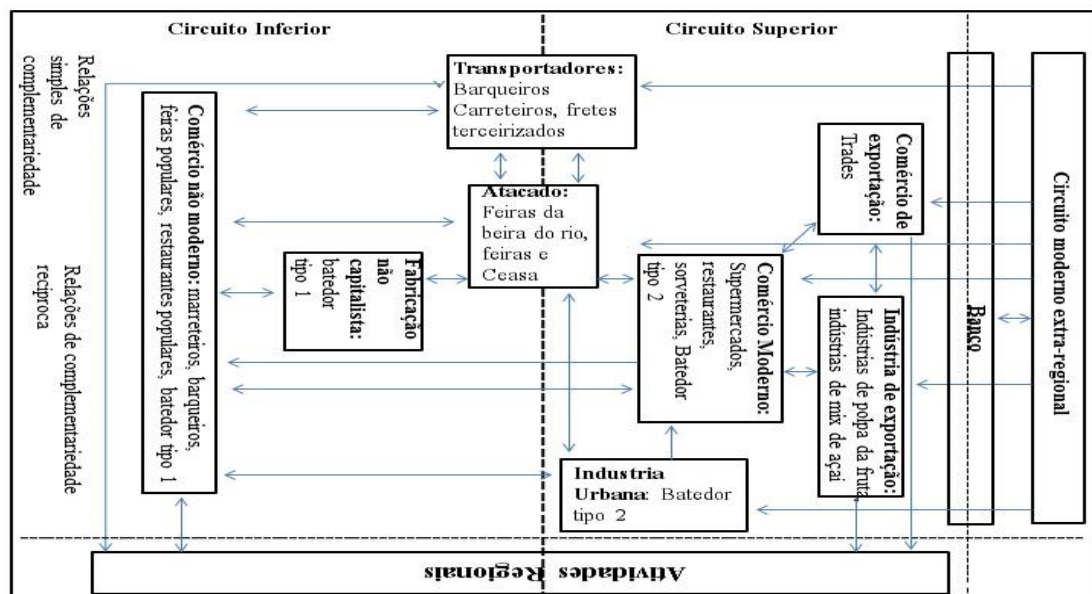 Circuito Inferior
Circuito Superior
Relações
simples de
complementariedade
Relações de complementariedade
reciproca
Transportadores:
Barqueiros
Carreteiros, fretes
terceirizados
Atacado:
Feiras da
beira do rio,
feiras e
Ceasa
Comércio não moderno: marreteiros, barqueiros,
feiras populares, restaurantes populares, batedor tipo 1
Fabricação
não
capitalista:
batedor
tipo 1
Comércio de
exportação:
Trades
Comércio Moderno:
Supermercados,
restaurantes,
sorveterias, Batedor
tipo 2
Indústria de exportação:
Indústrias de polpa da fruta,
indústrias de mix de açai
Industria
Urbana: Batedor
tipo 2
Banco
Circuito moderno extra-regional
Atividades Regionais